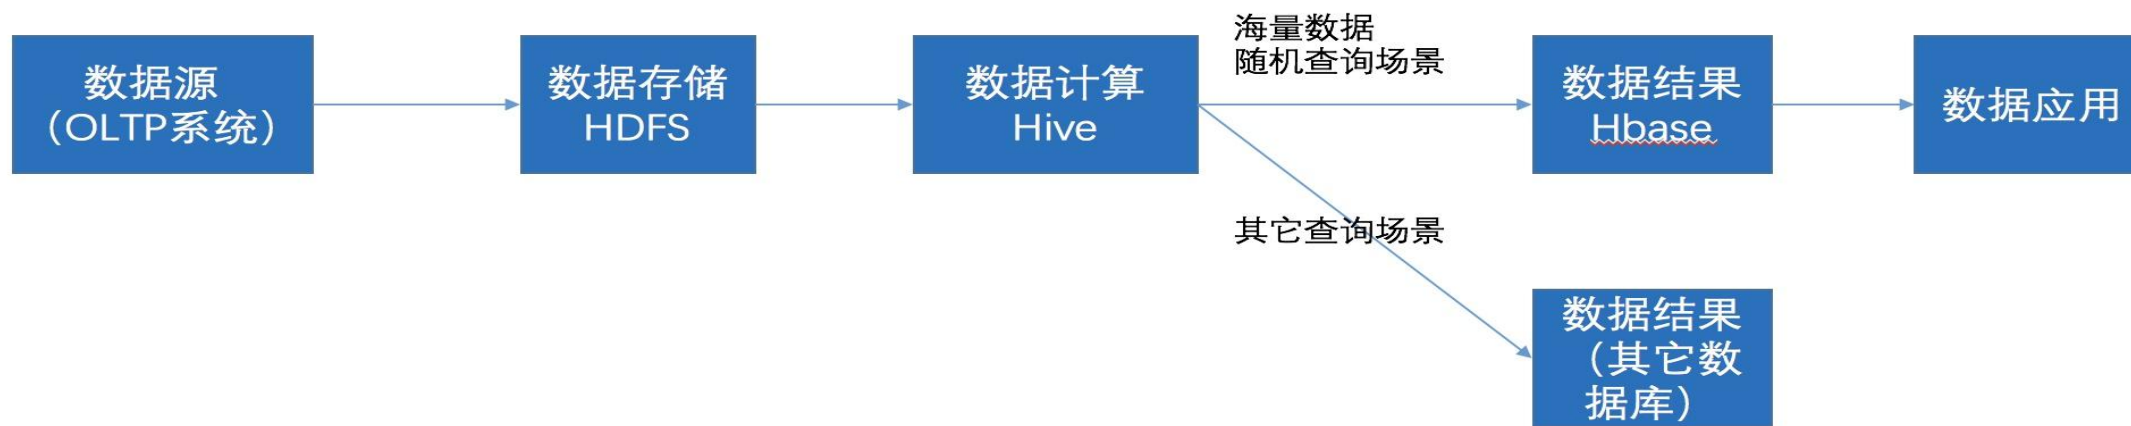 数据源
（OLTP系统）
数据存储
HDFS
数据计算
Hive
海量数据
随机查询场景
数据结果
Hbase
数据应用
其它查询场景
数据结果
（其它数
据库）